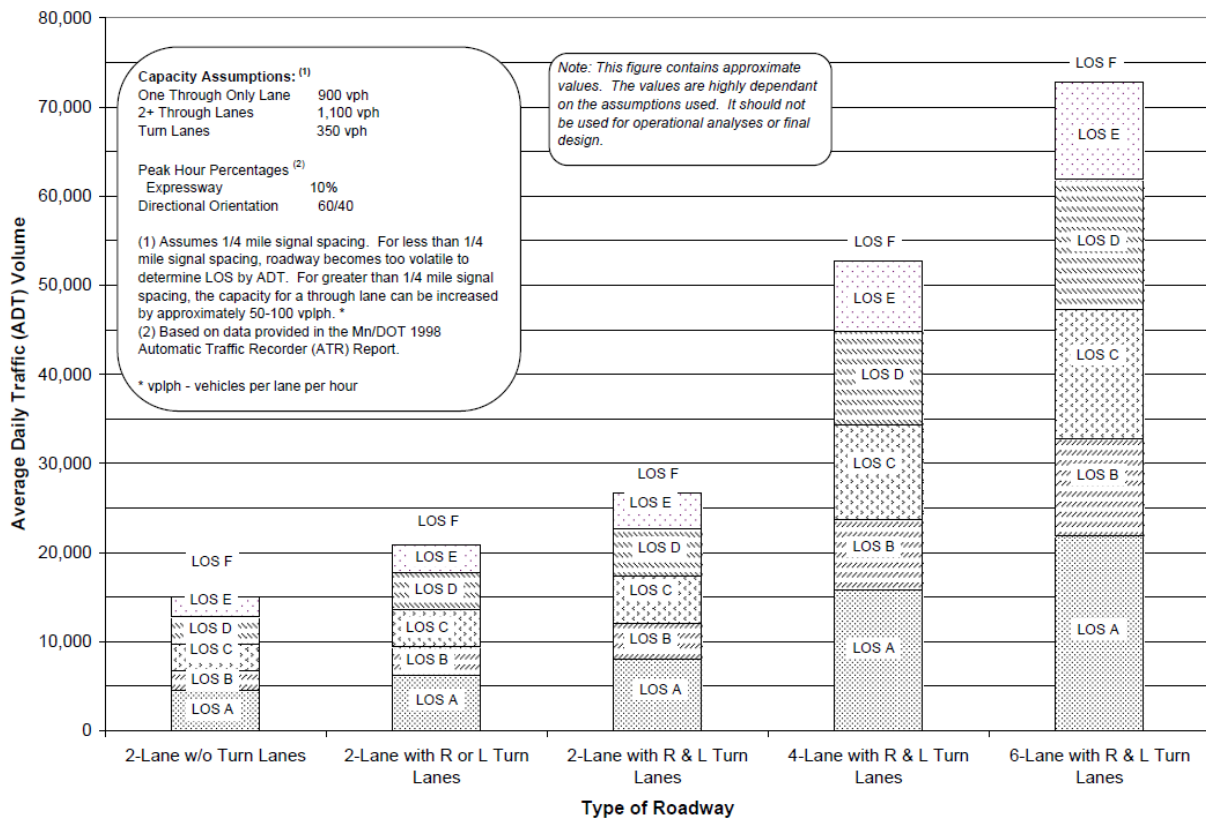 80,000
70,000
60,000
50,000
40,000
30,000
20,000
10,000
0
Average Daily Traffic (ADT) Volume
Capacity Assumptions: (1)
One Through Only Lane 900 vph
2+ Through Lanes 1,100 vph
Turn Lanes 350 vph
Peak Hour Percentages (2)
Expressway 10%
Directional Orientation 60/40
(1) Assumes 1/4 mile signal spacing. For less than 1/4
mile signal spacing, roadway becomes too volatile to
determine LOS by ADT. For greater than 1/4 mile signal
spacing, the capacity for a through lane can be increased
by approximately 50-100 vplph. *
(2) Based on data provided in the Mn/DOT 1998
Automatic Traffic Recorder (ATR) Report.
* vplph - vehicles per lane per hour
Note: This figure contains approximate
values. The values are highly dependant
on the assumptions used. It should not
be used for operational analyses or final
design.
LOS F
LOS E
LOS D
LOS C
LOS B
LOS A
LOS F
LOS E
LOS D
LOS C
LOS B
LOS A
LOS F
LOS E
LOS D
LOS C
LOS B
LOS A
LOS F
LOS E
LOS D
LOS C
LOS B
LOS A
LOS F
LOS E
LOS D
LOS C
LOS B
LOS A
2-Lane w/o Turn Lanes
2-Lane with R or L Turn
Lanes
2-Lane with R & L Turn
Lanes
4-Lane with R & L Turn
Lanes
6-Lane with R & L Turn
Lanes
Type of Roadway